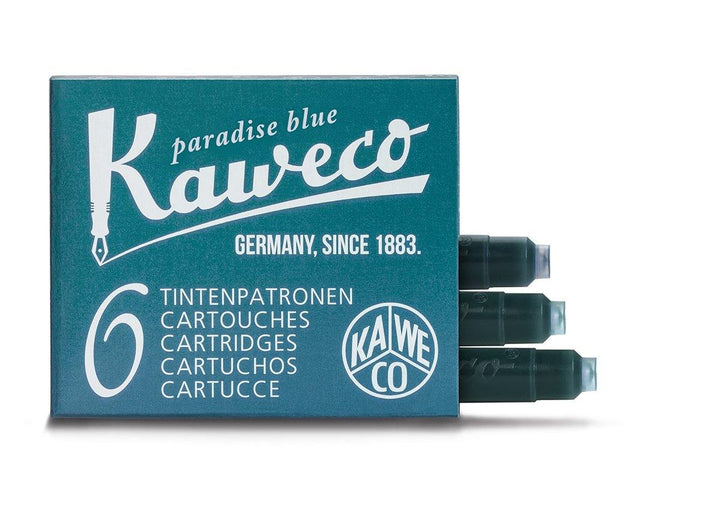 paradise blue
Kaweco
GERMANY, SINCE 1883.
6
TINTENPATRONEN
CARTOUCHES
CARTRIDGES
CARTUCHOS
CARTUCCE
KA WE
CO